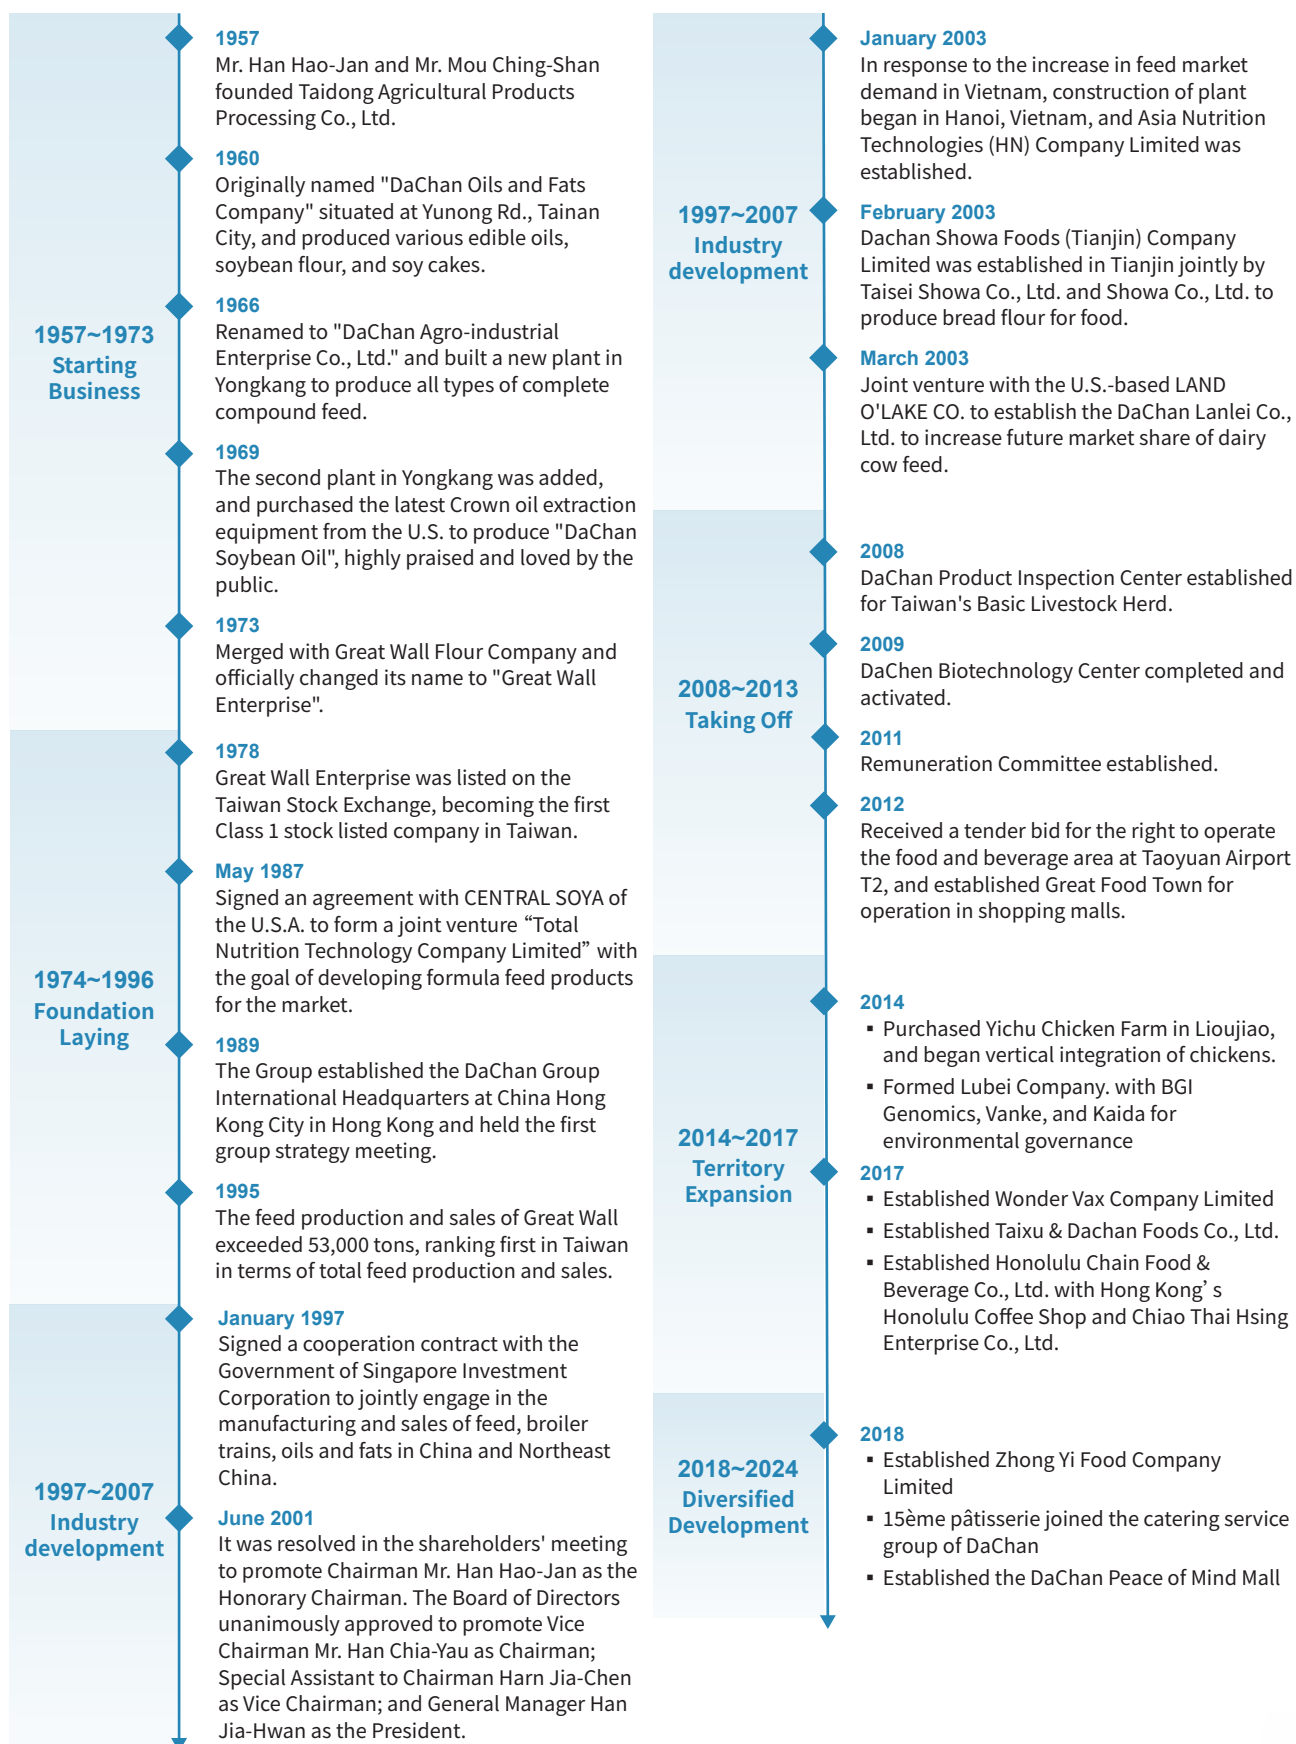 1957~1973
Starting
Business
1957
Mr. Han Hao-Jan and Mr. Mou Ching-Shan
founded Taidong Agricultural Products
Processing Co., Ltd.
1960
Originally named "DaChan Oils and Fats
Company" situated at Yunong Rd., Tainan
City, and produced various edible oils,
soybean flour, and soy cakes.
1966
Renamed to "DaChan Agro-industrial
Enterprise Co., Ltd." and built a new plant in
Yongkang to produce all types of complete
compound feed.
1969
The second plant in Yongkang was added,
and purchased the latest Crown oil extraction
equipment from the U.S. to produce "DaChan
Soybean Oil", highly praised and loved by the
public.
1973
Merged with Great Wall Flour Company and
officially changed its name to "Great Wall
Enterprise".
1974~1996
Foundation
Laying
1978
Great Wall Enterprise was listed on the
Taiwan Stock Exchange, becoming the first
Class 1 stock listed company in Taiwan.
May 1987
Signed an agreement with CENTRAL SOYA of
the U.S.A. to form a joint venture “Total
Nutrition Technology Company Limited” with
the goal of developing formula feed products
for the market.
1989
The Group established the DaChan Group
International Headquarters at China Hong
Kong City in Hong Kong and held the first
group strategy meeting.
1995
The feed production and sales of Great Wall
exceeded 53,000 tons, ranking first in Taiwan
in terms of total feed production and sales.
1997~2007
Industry
development
January 1997
Signed a cooperation contract with the
Government of Singapore Investment
Corporation to jointly engage in the
manufacturing and sales of feed, broiler
trains, oils and fats in China and Northeast
China.
June 2001
It was resolved in the shareholders' meeting
to promote Chairman Mr. Han Hao-Jan as the
Honorary Chairman. The Board of Directors
unanimously approved to promote Vice
Chairman Mr. Han Chia-Yau as Chairman;
Special Assistant to Chairman Harn Jia-Chen
as Vice Chairman; and General Manager Han
Jia-Hwan as the President.
1997~2007
Industry
development
January 2003
In response to the increase in feed market
demand in Vietnam, construction of plant
began in Hanoi, Vietnam, and Asia Nutrition
Technologies (HN) Company Limited was
established.
February 2003
Dachan Showa Foods (Tianjin) Company
Limited was established in Tianjin jointly by
Taisei Showa Co., Ltd. and Showa Co., Ltd. to
produce bread flour for food.
March 2003
Joint venture with the U.S.-based LAND
O'LAKE CO. to establish the DaChan Lanlei Co.,
Ltd. to increase future market share of dairy
cow feed.
2008~2013
Taking Off
2008
DaChan Product Inspection Center established
for Taiwan's Basic Livestock Herd.
2009
DaChen Biotechnology Center completed and
activated.
2011
Remuneration Committee established.
2012
Received a tender bid for the right to operate
the food and beverage area at Taoyuan Airport
T2, and established Great Food Town for
operation in shopping malls.
2014~2017
Territory
Expansion
2014
▪ Purchased Yichu Chicken Farm in Lioujiao,
and began vertical integration of chickens.
▪ Formed Lubei Company. with BGI
Genomics, Vanke, and Kaida for
environmental governance
2017
▪ Established Wonder Vax Company Limited
▪ Established Taixu & Dachan Foods Co., Ltd.
▪ Established Honolulu Chain Food &
Beverage Co., Ltd. with Hong Kong’s
Honolulu Coffee Shop and Chiao Thai Hsing
Enterprise Co., Ltd.
2018~2024
Diversified
Development
2018
▪ Established Zhong Yi Food Company
Limited
▪ 15ème pâtisserie joined the catering service
group of DaChan
▪ Established the DaChan Peace of Mind Mall